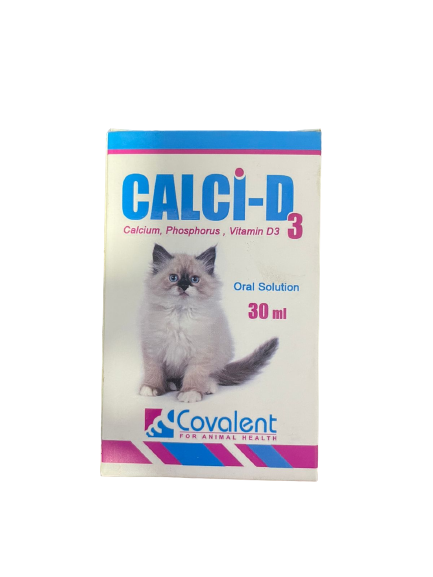 CALCi-D3
Calcium, Phosphorus , Vitamin D3
Oral Solution
30 ml
Covalent
FOR ANIMAL HEALTH